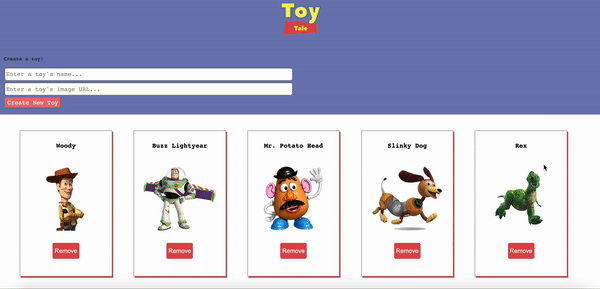 Toy
Tale
Create a toy!
Enter a toy's name...
Enter a toy's image URL...
Create New Toy
Woody
Buzz Lightyear
Mr. Potato Head
Slinky Dog
Rex
Remove
Remove
Remove
Remove
Remove